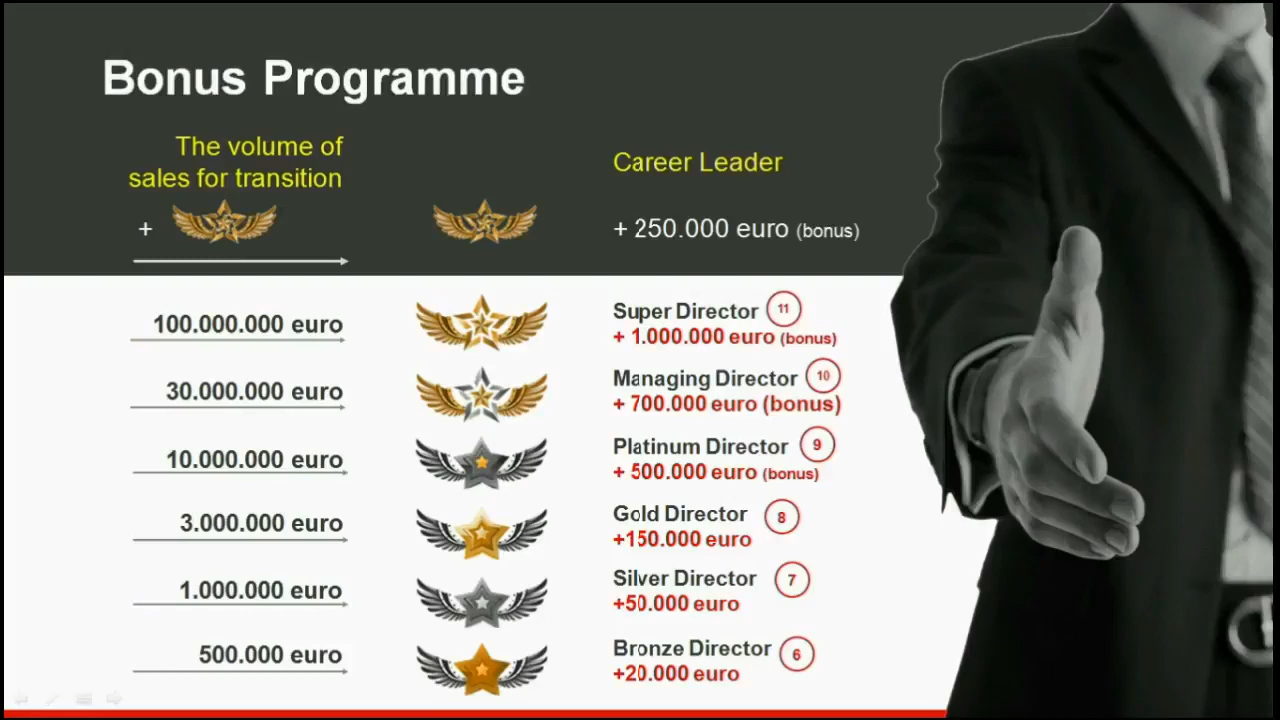 Bonus Programme
The volume of
sales for transition
+
Career Leader
+ 250.000 euro (bonus)
100.000.000 euro
Super Director 11
+ 1.000.000 euro (bonus)
30.000.000 euro
Managing Director 10
+ 700.000 euro (bonus)
10.000.000 euro
Platinum Director 9
+ 500.000 euro (bonus)
3.000.000 euro
Gold Director 8
+150.000 euro
1.000.000 euro
Silver Director 7
+50.000 euro
500.000 euro
Bronze Director 6
+20.000 euro